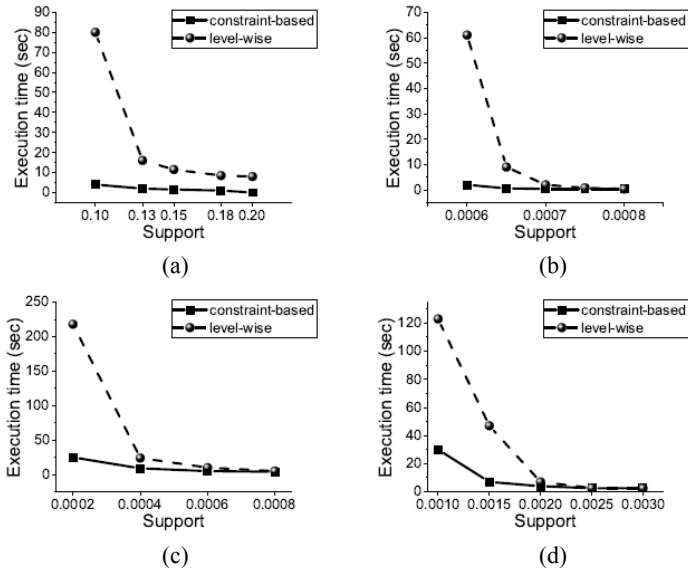 90
80
70
60
50
40
30
20
10
0
Execution time (sec)
constraint-based
level-wise
0.10 0.13 0.15 0.18 0.20
Support
(a)
70
60
50
40
30
20
10
0
Execution time (sec)
constraint-based
level-wise
0.0006 0.0007 0.0008
Support
(b)
250
200
150
100
50
0
Execution time (sec)
constraint-based
level-wise
0.0002 0.0004 0.0006 0.0008
Support
(c)
120
100
80
60
40
20
0
Execution time (sec)
constraint-based
level-wise
0.0010 0.0015 0.0020 0.0025 0.0030
Support
(d)